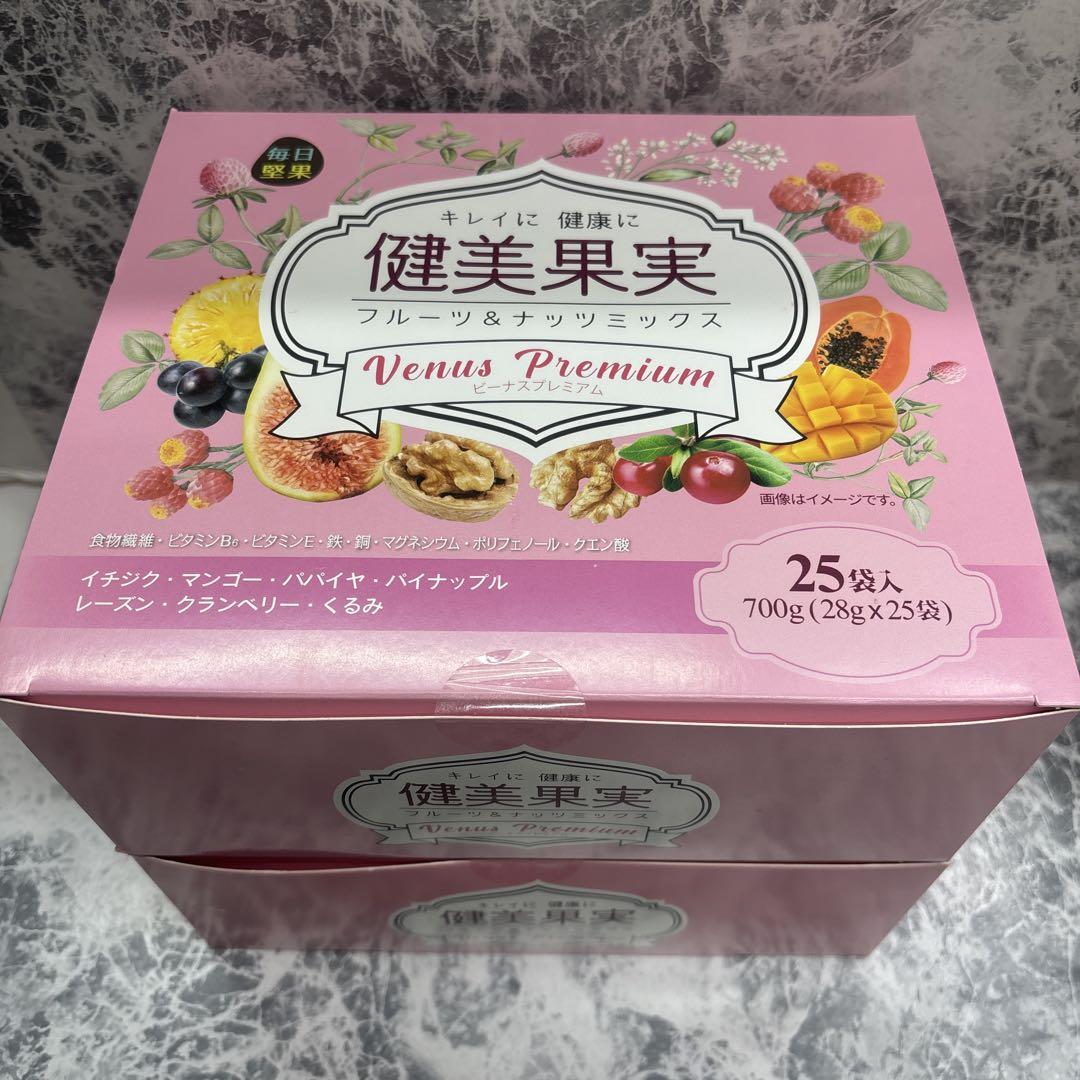 毎日
堅果
キレイに 健康に
健美果実
フルーツ&ナッツミックス
Venus Premium
ビーナスプレミアム
画像はイメージです。
食物繊維・ビタミンB6・ビタミンE・鉄・銅・マグネシウム・ポリフェノール・クエン酸
イチジク・マンゴー・パパイヤ・パイナップル
レーズン・クランベリー・くるみ
25袋入
700g(28gx25袋)
キレイに 健康に
健美果実
フルーツ&ナッツミックス
Venus Premium
キレイに 健康に
健美果実